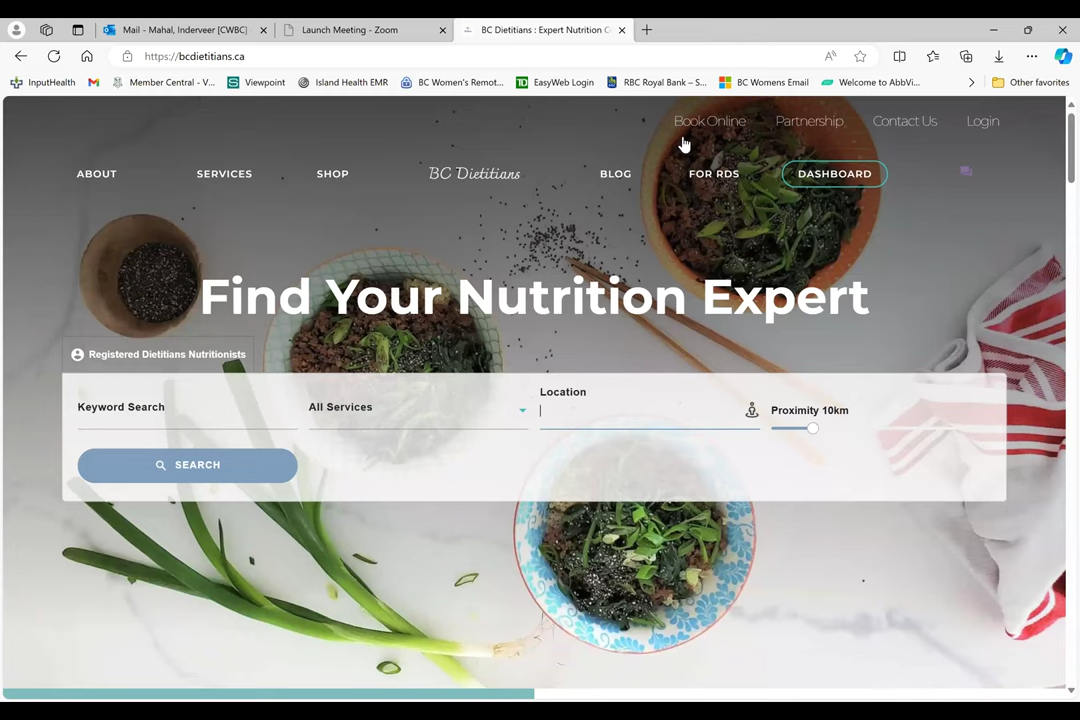 Mail - Mahal, Inderveer [CWBC]
Launch Meeting - Zoom
BC Dietitians : Expert Nutrition C
https://bcdietitians.ca
InputHealth
Member Central - V...
Viewpoint
Island Health EMR
BC Women's Remot...
EasyWeb Login
RBC Royal Bank – S...
BC Womens Email
Welcome to AbbVi...
Other favorites
Book Online
Partnership
Contact Us
Login
ABOUT
SERVICES
SHOP
BC Dietitians
BLOG
FOR RDS
DASHBOARD
Find Your Nutrition Expert
Registered Dietitians Nutritionists
Keyword Search
All Services
Location
Proximity 10km
SEARCH